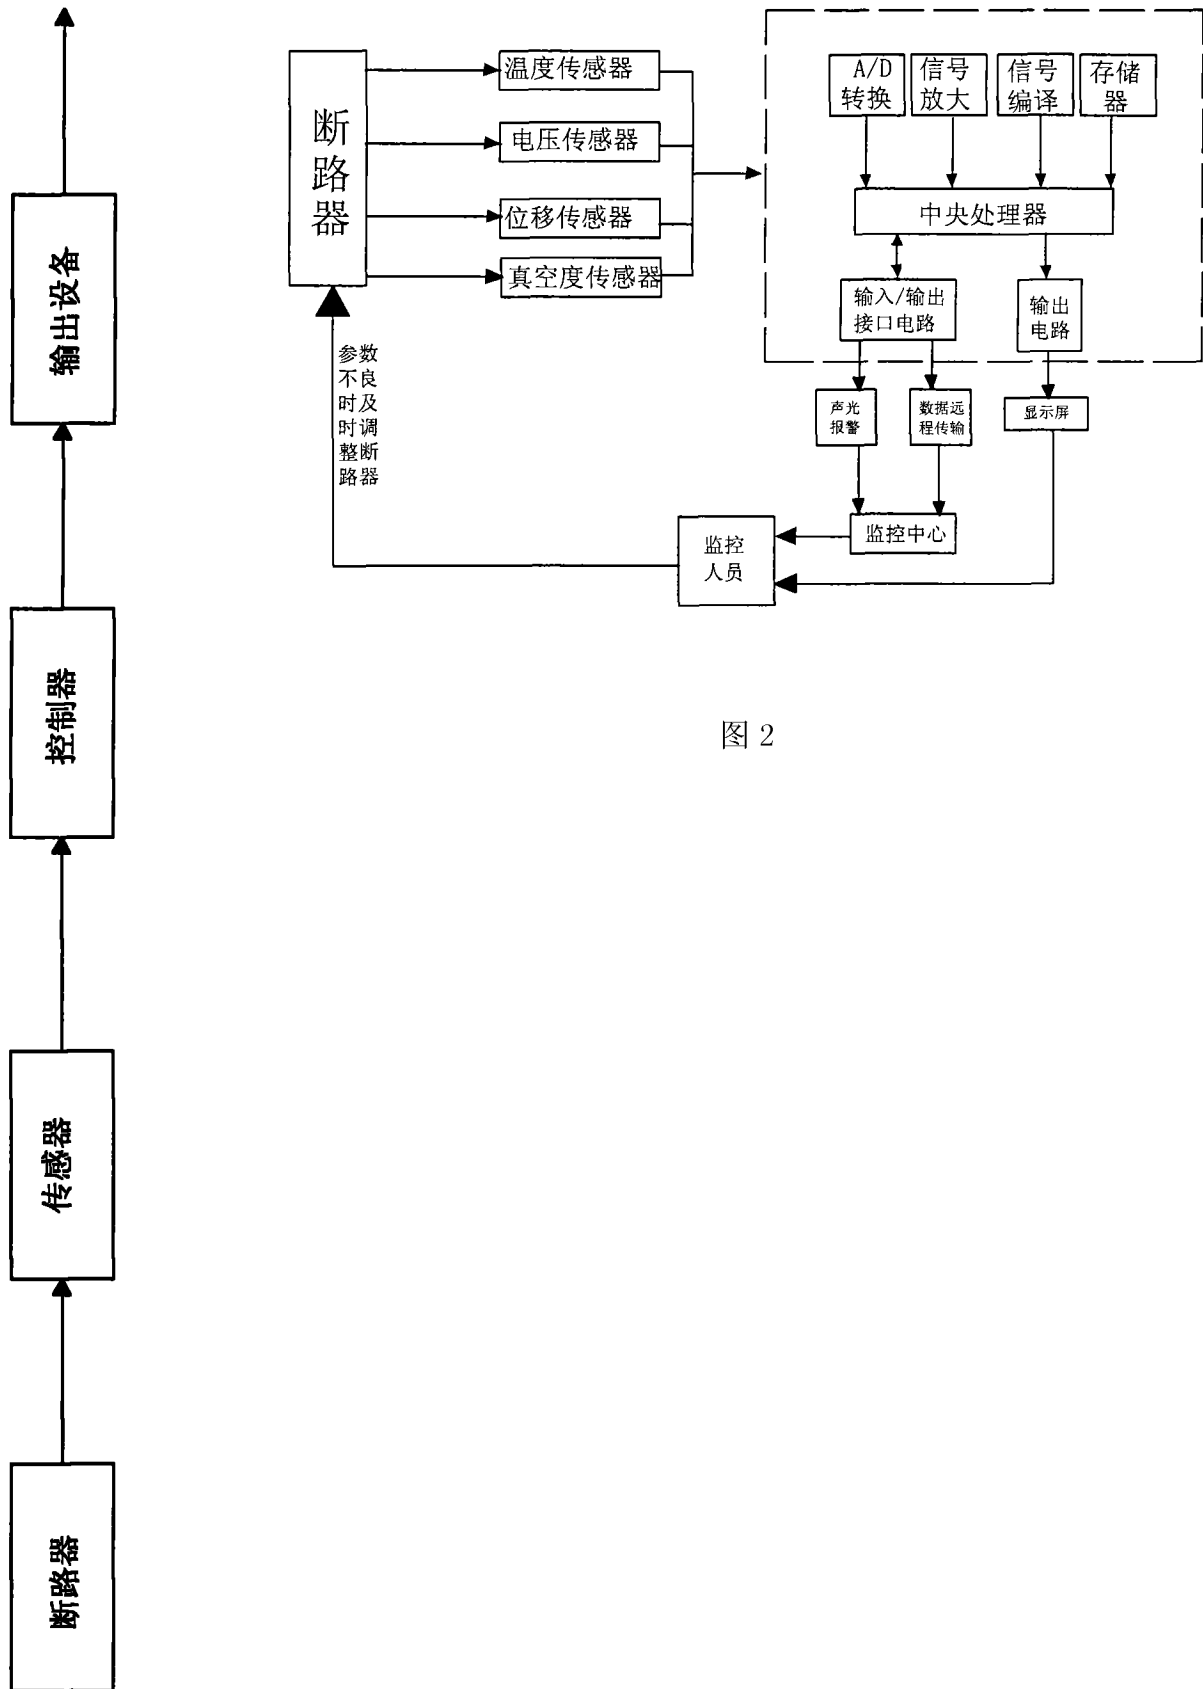 输出设备
控制器
传感器
断路器
断路器
温度传感器
电压传感器
位移传感器
真空度传感器
A/D
转换
信号
放大
信号
编译
存储
器
中央处理器
输入/输出
接口电路
输出
电路
声光
报警
数据远
程传输
显示屏
监控中心
监控
人员
参数
不良
时及
时调
整断
路器
图 2